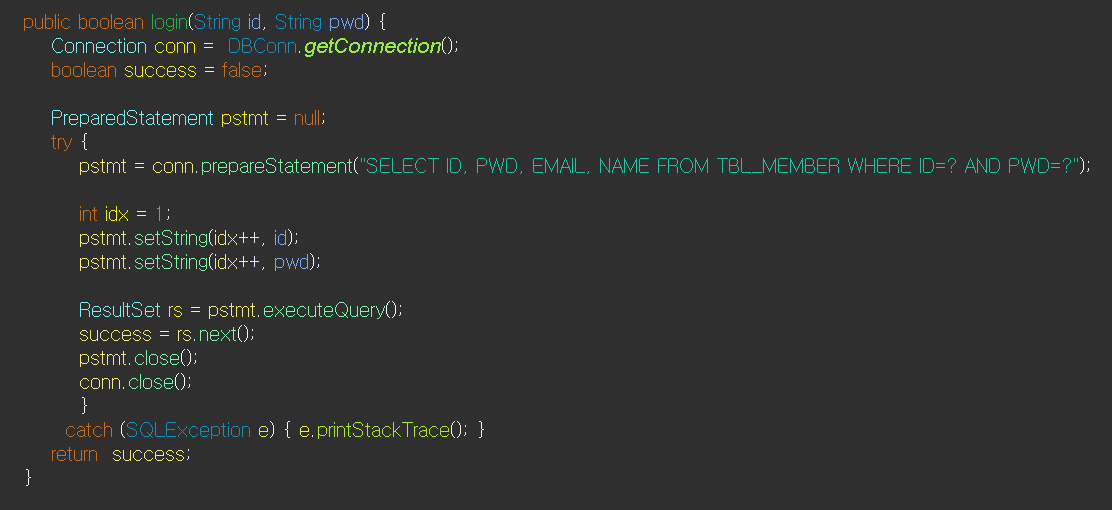 public boolean login(String id, String pwd) {
Connection conn =  DBConn.getConnection();
boolean success = false;
PreparedStatement pstmt = null;
try {
pstmt = conn.prepareStatement("SELECT ID, PWD, EMAIL, NAME FROM TBL_MEMBER WHERE ID=? AND PWD=?");
int idx = 1;
pstmt.setString(idx++, id);
pstmt.setString(idx++, pwd);
ResultSet rs = pstmt.executeQuery();
success = rs.next();
pstmt.close();
conn.close();
}
catch (SQLException e) { e.printStackTrace(); }
return  success;
}